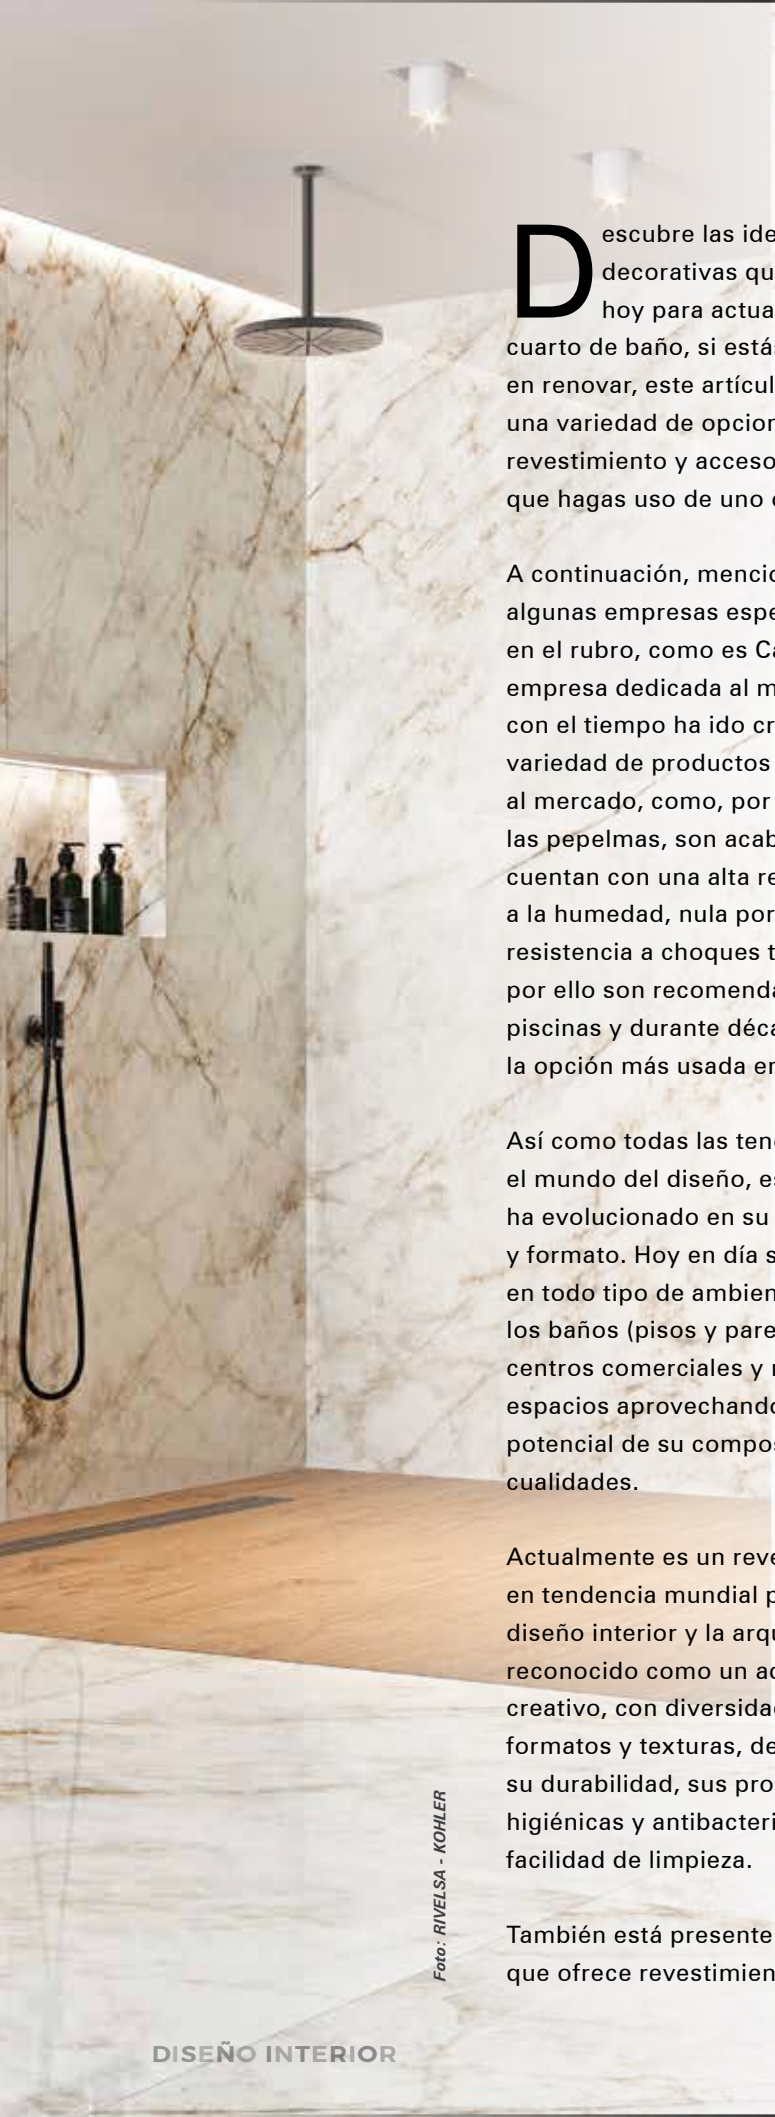 Descubre las ide
decorativas qu
hoy para actua
cuarto de baño, si está
en renovar, este artícul
una variedad de opcion
revestimiento y acceso
que hagas uso de uno
A continuación, mencio
algunas empresas espe
en el rubro, como es Ca
empresa dedicada al m
con el tiempo ha ido cr
variedad de productos
al mercado, como, por
las pepelmas, son acab
cuentan con una alta re
a la humedad, nula por
resistencia a choques t
por ello son recomenda
piscinas y durante déca
la opción más usada en
Así como todas las tend
el mundo del diseño, es
ha evolucionado en su
y formato. Hoy en día s
en todo tipo de ambien
los baños (pisos y pare
centros comerciales y
espacios aprovechando
potencial de su compos
cualidades.
Actualmente es un reve
en tendencia mundial p
diseño interior y la arqu
reconocido como un ac
creativo, con diversidad
formatos y texturas, de
su durabilidad, sus pro
higiénicas y antibacteri
facilidad de limpieza.
También está presente
que ofrece revestimien
Foto: RIVELSA - KOHLER
DISEÑO INTERIOR